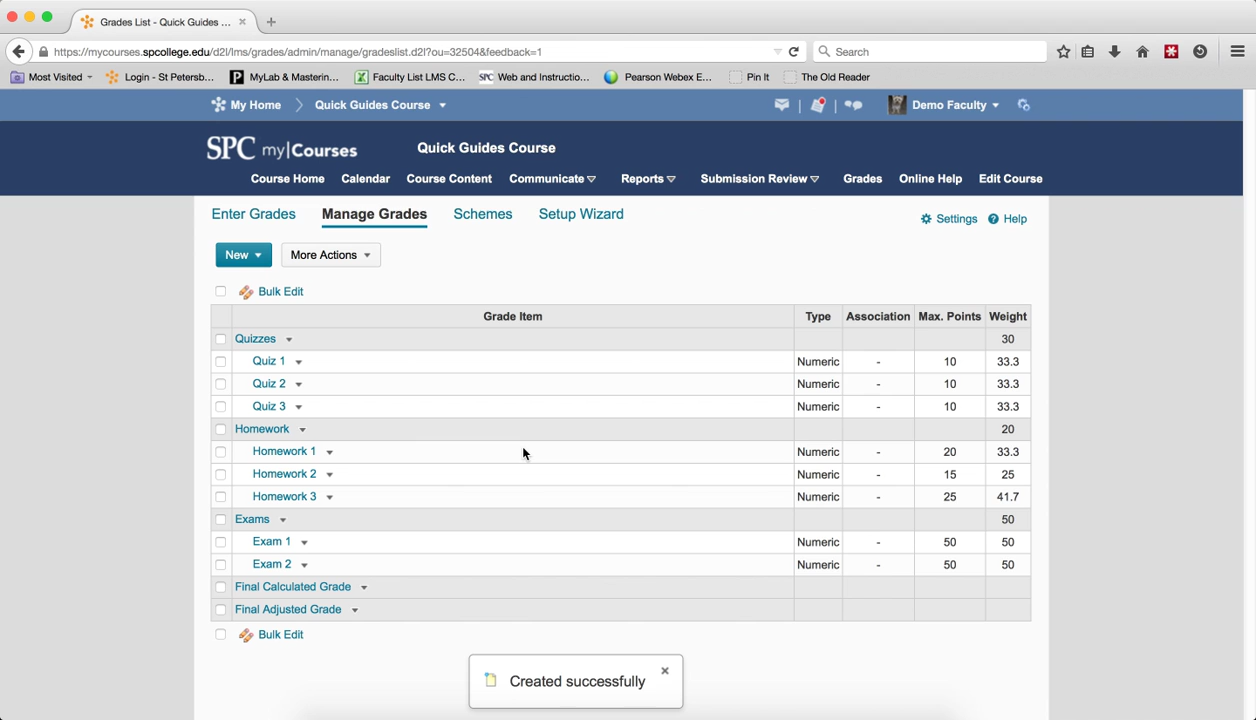 Grades List - Quick Guides ... × +
https://mycourses.spcollege.edu/d2l/lms/grades/admin/manage/gradeslist.d2l?ou=32504&feedback=1 Search
Most Visited Login - St Petersb... MyLab & Masterin... Faculty List LMS C... Web and Instructio... Pearson Webex E... Pin It The Old Reader
My Home Quick Guides Course Demo Faculty
SPC my|Courses Quick Guides Course
Course Home Calendar Course Content Communicate Reports Submission Review Grades Online Help Edit Course
Enter Grades Manage Grades Schemes Setup Wizard Settings Help
New More Actions
Bulk Edit
Grade Item Type Association Max. Points Weight
Quizzes 30
Quiz 1 Numeric - 10 33.3
Quiz 2 Numeric - 10 33.3
Quiz 3 Numeric - 10 33.3
Homework 20
Homework 1 Numeric - 20 33.3
Homework 2 Numeric - 15 25
Homework 3 Numeric - 25 41.7
Exams 50
Exam 1 Numeric - 50 50
Exam 2 Numeric - 50 50
Final Calculated Grade
Final Adjusted Grade
Bulk Edit
Created successfully ×